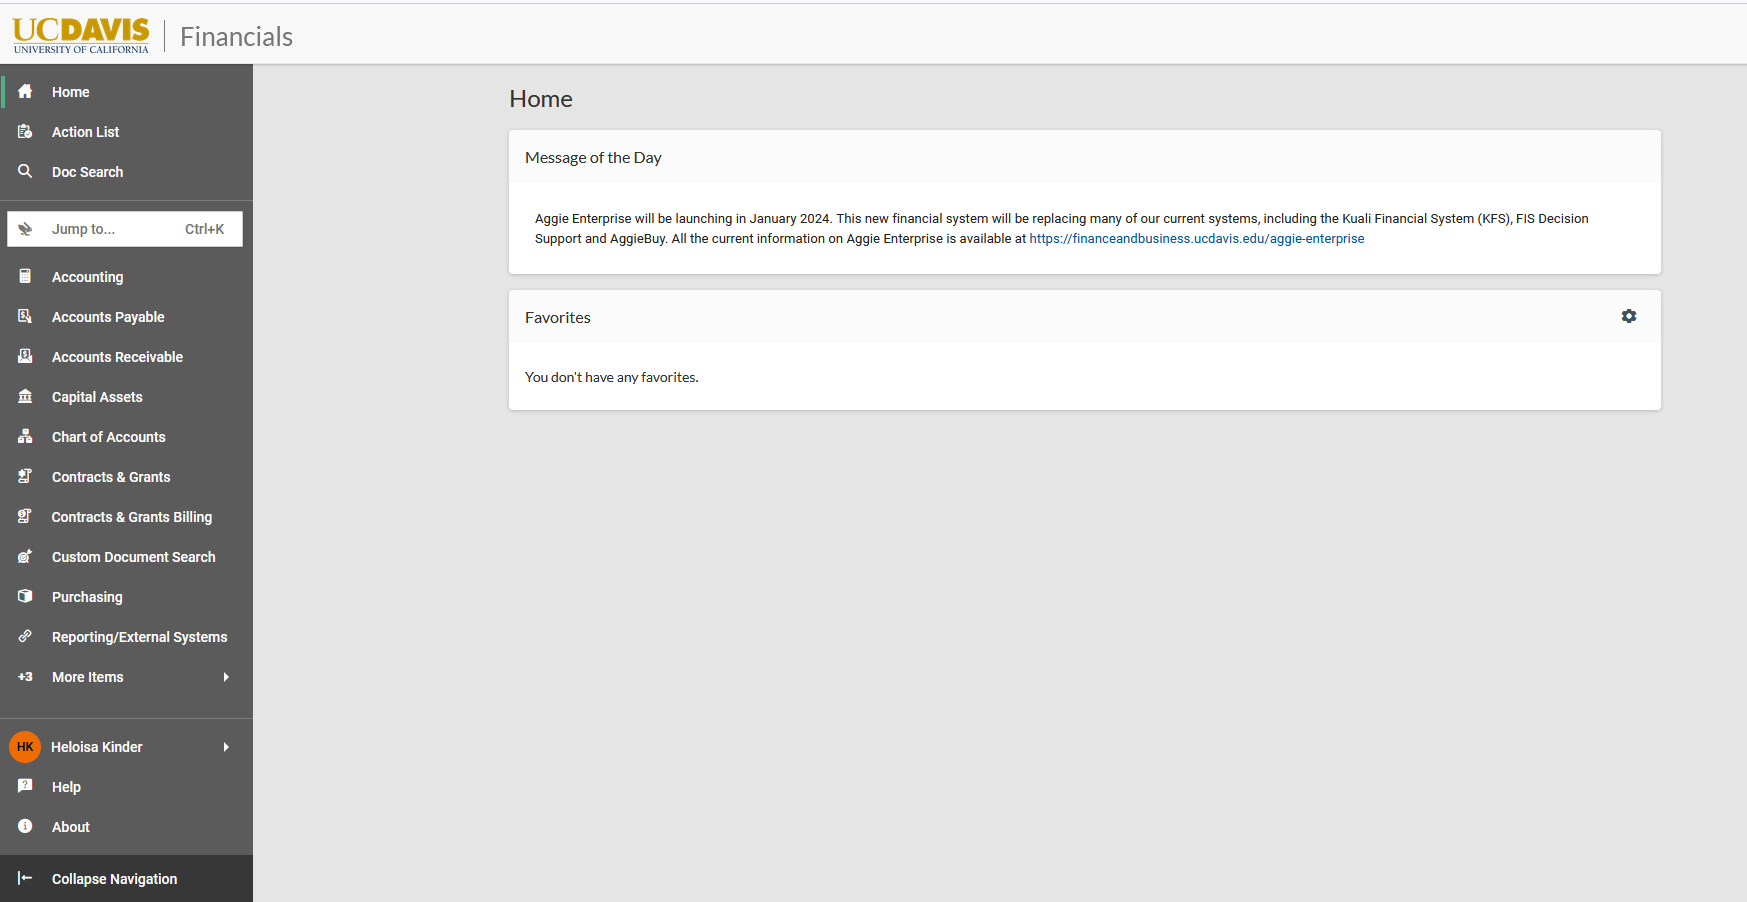 UCDAVIS
UNIVERSITY OF CALIFORNIA
Financials
Home
Action List
Doc Search
Jump to... Ctrl+K
Accounting
Accounts Payable
Accounts Receivable
Capital Assets
Chart of Accounts
Contracts & Grants
Contracts & Grants Billing
Custom Document Search
Purchasing
Reporting/External Systems
+3 More Items
HK Heloisa Kinder
Help
About
Collapse Navigation
Home
Message of the Day
Aggie Enterprise will be launching in January 2024. This new financial system will be replacing many of our current systems, including the Kuali Financial System (KFS), FIS Decision
Support and AggieBuy. All the current information on Aggie Enterprise is available at https://financeandbusiness.ucdavis.edu/aggie-enterprise
Favorites
You don't have any favorites.